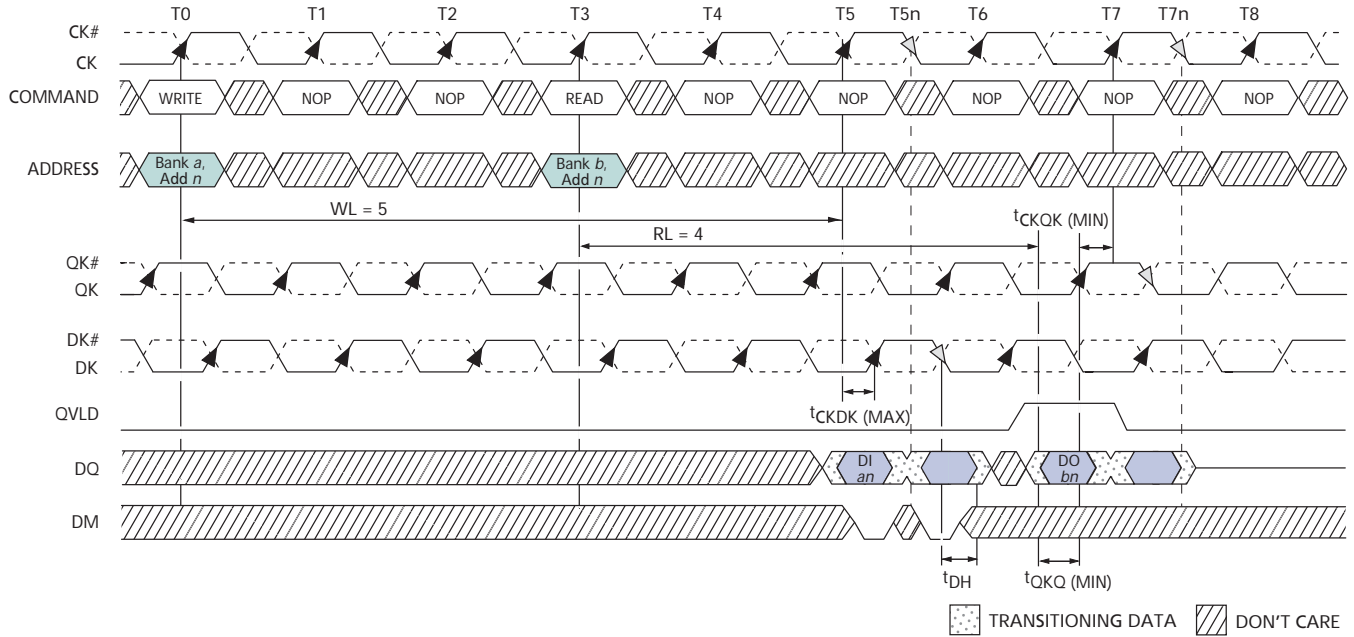 T0 T1 T2 T3 T4 T5 T5n T6 T7 T7n T8
CK#
CK
COMMAND WRITE NOP NOP READ NOP NOP NOP NOP NOP
ADDRESS Bank a, Add n Bank b, Add n
WL = 5
tCKQK (MIN)
RL = 4
QK#
QK
DK#
DK
tCKDK (MAX)
QVLD
DQ DI an DO bn
DM
tDH tQKQ (MIN)
TRANSITIONING DATA DON'T CARE